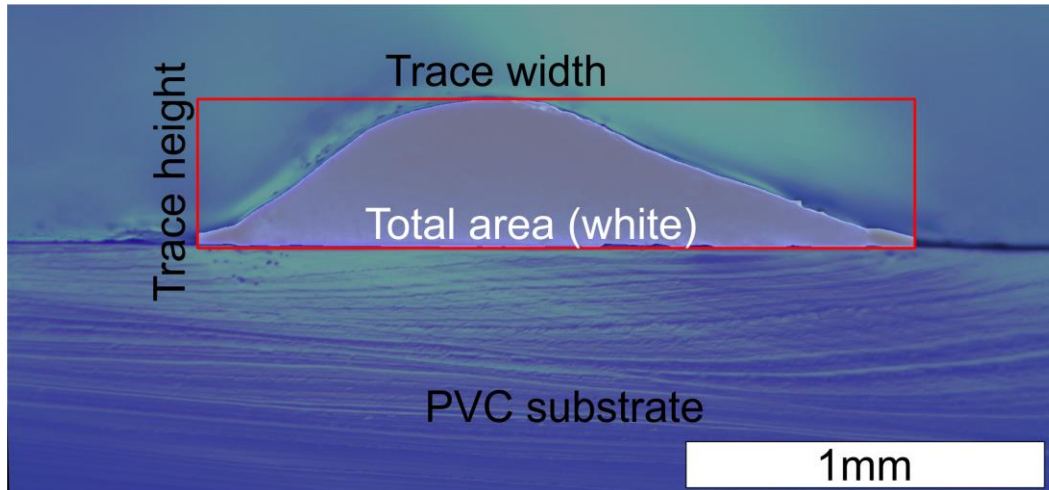 Trace width
Trace height
Total area (white)
PVC substrate
1mm